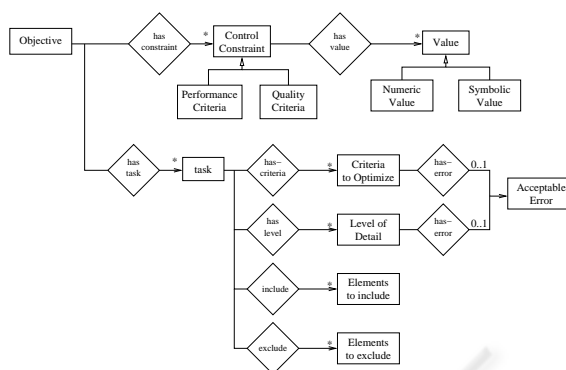 Objective
has
constraint
*
Control
Constraint
has
value
*
Value
Performance
Criteria
Quality
Criteria
Numeric
Value
Symbolic
Value
has
task
*
task
has-
criteria
*
Criteria
to Optimize
has-
error
0..1
Acceptable
Error
has
level
*
Level of
Detail
has-
error
0..1
include
*
Elements
to include
exclude
*
Elements
to exclude